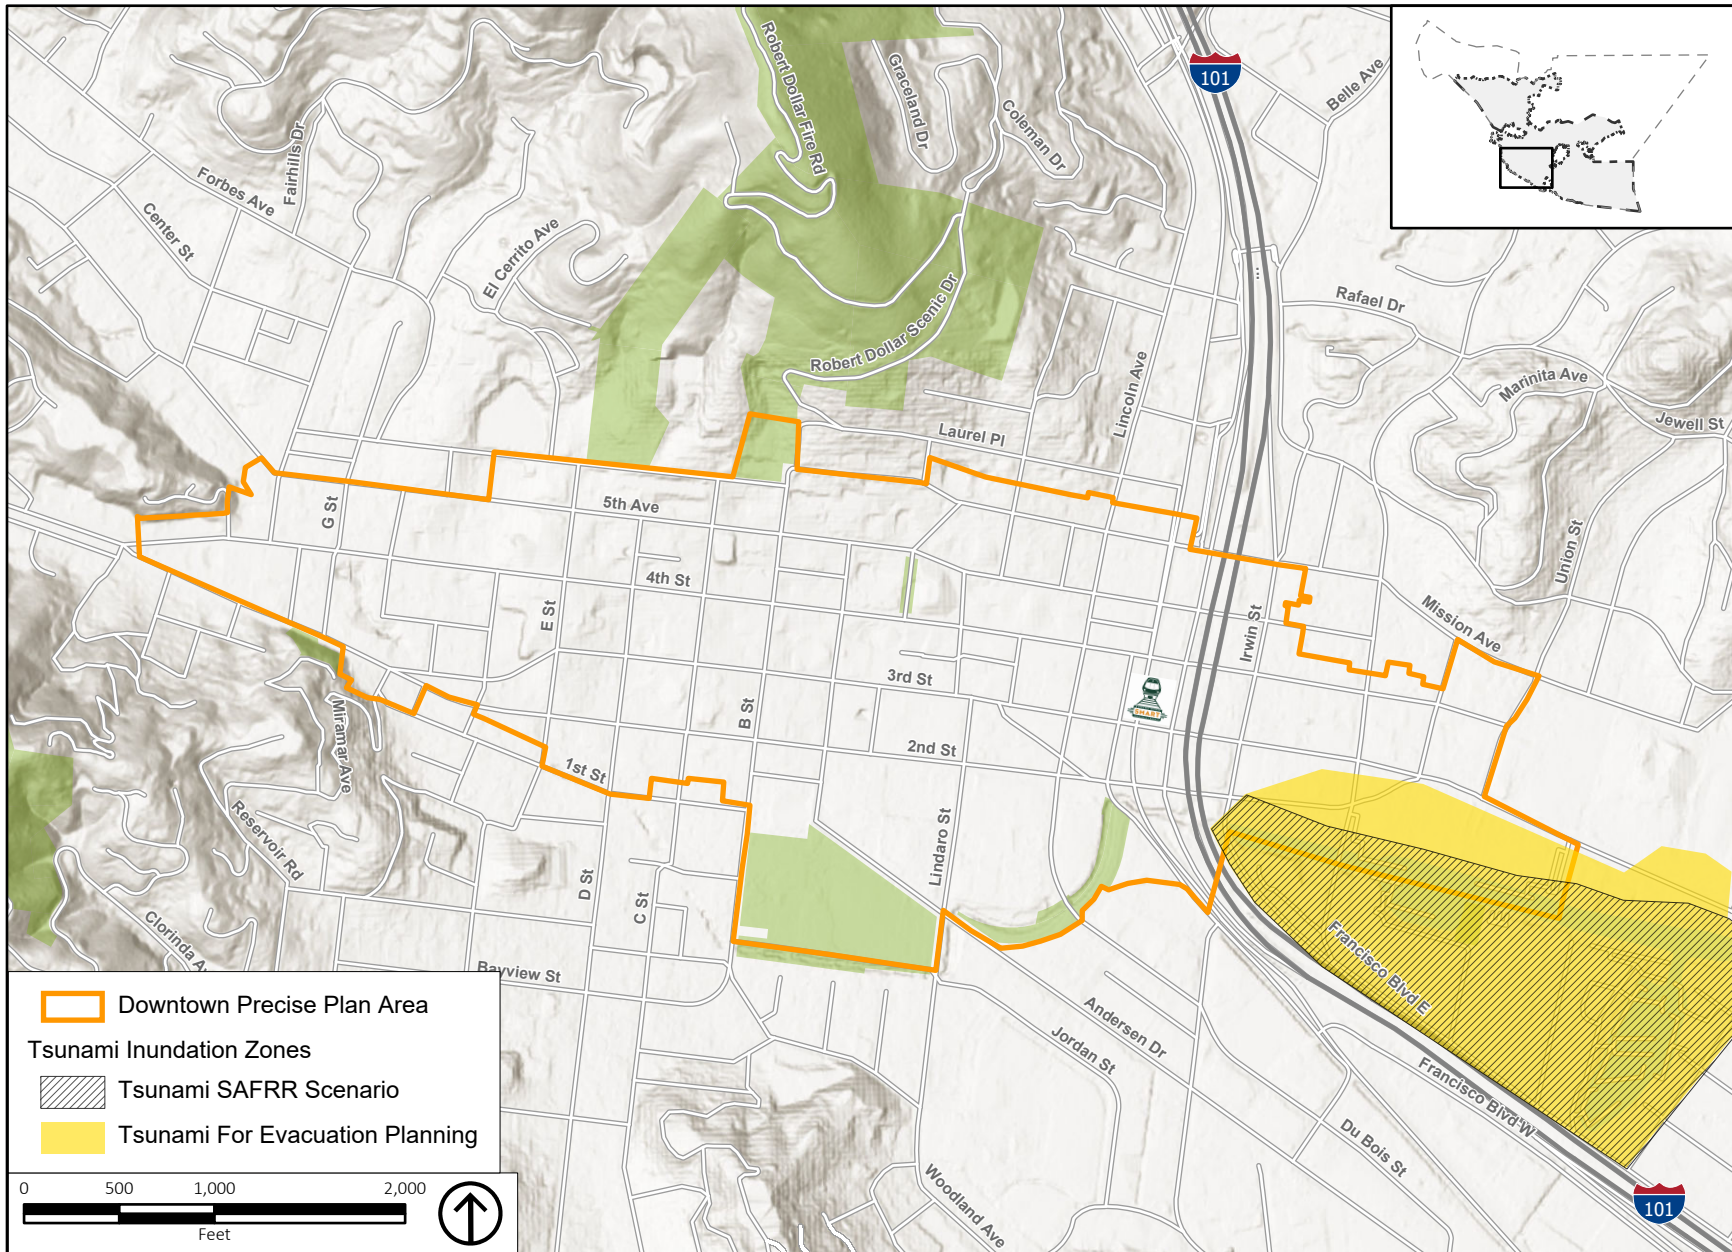 101
Belle Ave
Robert Dollar Fire Rd
Graceland Dr
Coleman Dr
Fairhills Dr
Forbes Ave
Center St
El Cerrito Ave
...
Rafael Dr
Robert Dollar Scenic Dr
Lincoln Ave
Marinita Ave
Jewell St
Laurel Pl
G St
5th Ave
Union St
4th St
E St
Irwin St
Mission Ave
3rd St
SMART
B St
Miramar Ave
2nd St
1st St
Reservoir Rd
Lindaro St
D St
C St
Clorinda Av
Francisco Blvd E
Bayview St
Andersen Dr
Jordan St
Francisco Blvd W
Du Bois St
Woodland Ave
101
Downtown Precise Plan Area
Tsunami Inundation Zones
Tsunami SAFRR Scenario
Tsunami For Evacuation Planning
0 500 1,000 2,000
Feet